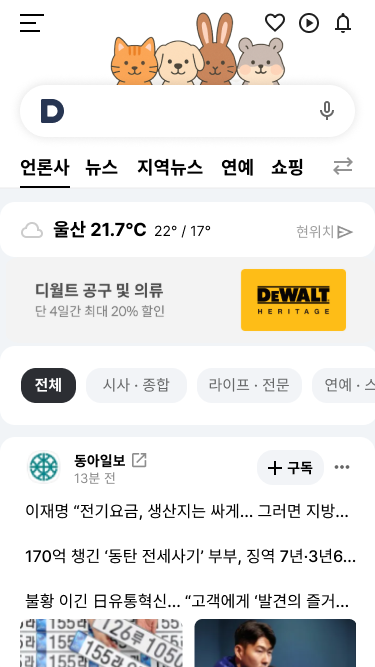 D
언론사 뉴스 지역뉴스 연예 쇼핑
울산 21.7°C 22° / 17° 현위치
디월트 공구 및 의류
단 4일간 최대 20% 할인
DEWALT
HERITAGE
전체 시사 · 종합 라이프 · 전문 연예 · 스
동아일보
13분 전
구독
이재명 “전기요금, 생산지는 싸게… 그러면 지방…
170억 챙긴 ‘동탄 전세사기’ 부부, 징역 7년·3년6…
불황 이긴 日유통혁신… “고객에게 ‘발견의 즐거…